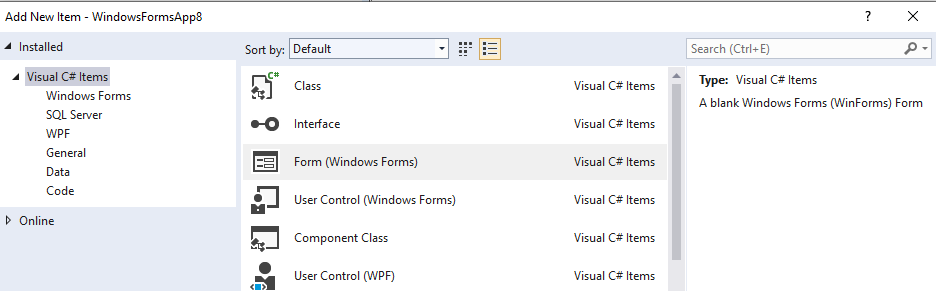 Add New Item - WindowsFormsApp8
?
Installed
Visual C# Items
Windows Forms
SQL Server
WPF
General
Data
Code
Online
Sort by: Default
C# Class Visual C# Items
Interface Visual C# Items
Form (Windows Forms) Visual C# Items
User Control (Windows Forms) Visual C# Items
Component Class Visual C# Items
User Control (WPF) Visual C# Items
Search (Ctrl+E)
Type: Visual C# Items
A blank Windows Forms (WinForms) Form